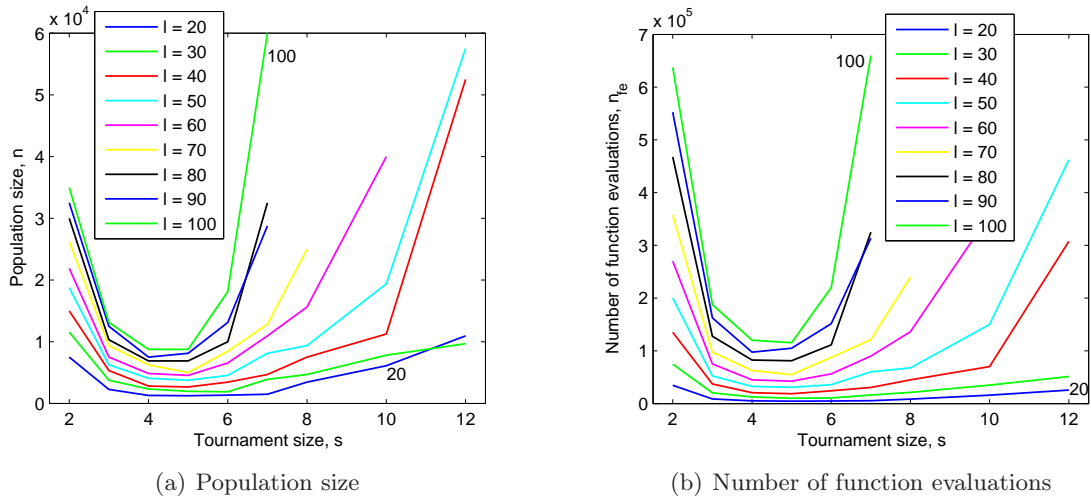 x 10^4
6
5
4
3
2
1
0
2
4
6
8
10
12
Population size, n
Tournament size, s
l = 20
l = 30
l = 40
l = 50
l = 60
l = 70
l = 80
l = 90
l = 100
100
20
(a) Population size
x 10^5
7
6
5
4
3
2
1
0
2
4
6
8
10
12
Number of function evaluations, n_fe
Tournament size, s
l = 20
l = 30
l = 40
l = 50
l = 60
l = 70
l = 80
l = 90
l = 100
100
20
(b) Number of function evaluations